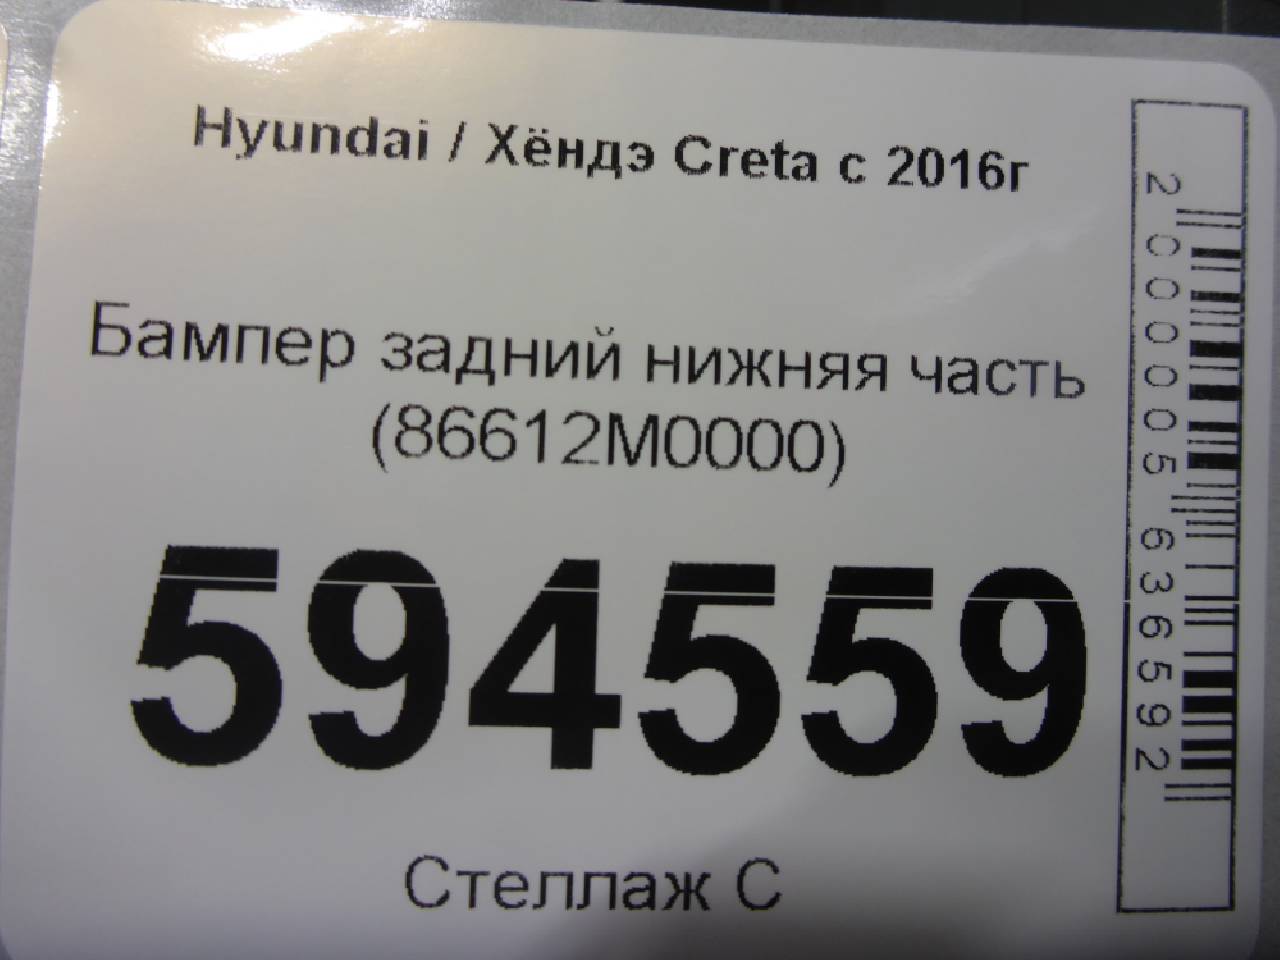 Hyundai / Хёндэ Creta с 2016г
Бампер задний нижняя часть
(86612M0000)
594559
Стеллаж С
2000005636592